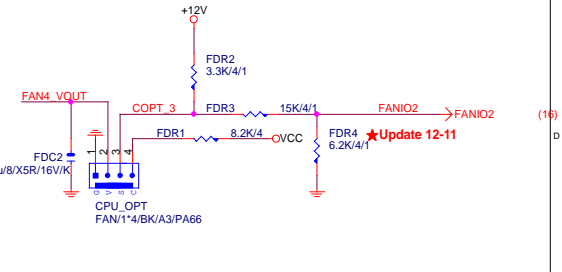 +12V
FDR2
3.3K/4/1
FAN4_VOUT
COPT_3
FDR3
15K/4/1
FANIO2
FANIO2
(16)
FDR1
8.2K/4
VCC
FDR4
6.2K/4/1
★Update 12-11
D
1
2
3
4
FDC2
u/8/X5R/16V/K
G
V
S
C
CPU_OPT
FAN/1*4/BK/A3/PA66